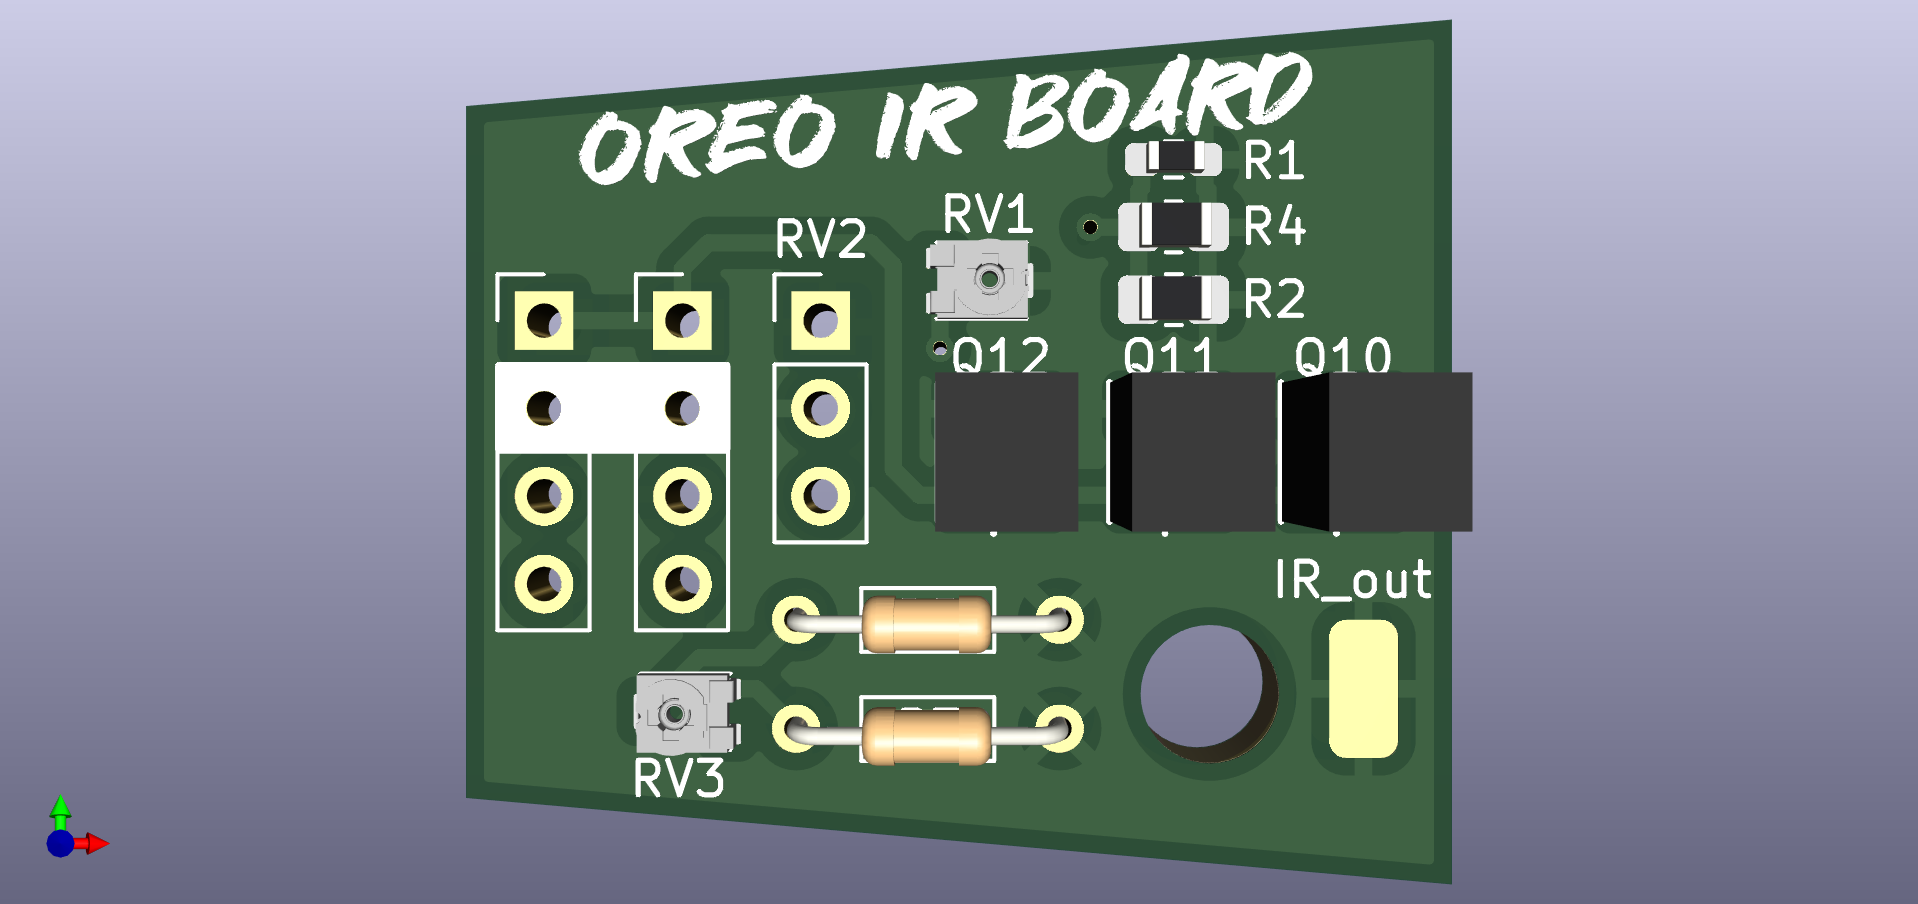 OREO IR BOARD
R1
RV1
R4
RV2
R2
Q12 Q11 Q10
IR_out
RV3